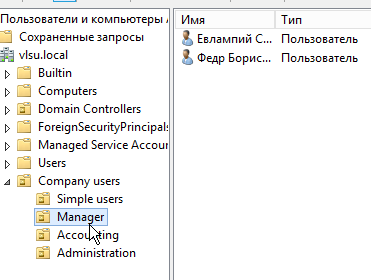 Пользователи и компьютеры
Сохраненные запросы
vlsu.local
Builtin
Computers
Domain Controllers
ForeignSecurityPrincipals
Managed Service Accour
Users
Company users
Simple users
Manager
Accounting
Administration
Имя Тип
Евлампий С... Пользователь
Федр Борис... Пользователь